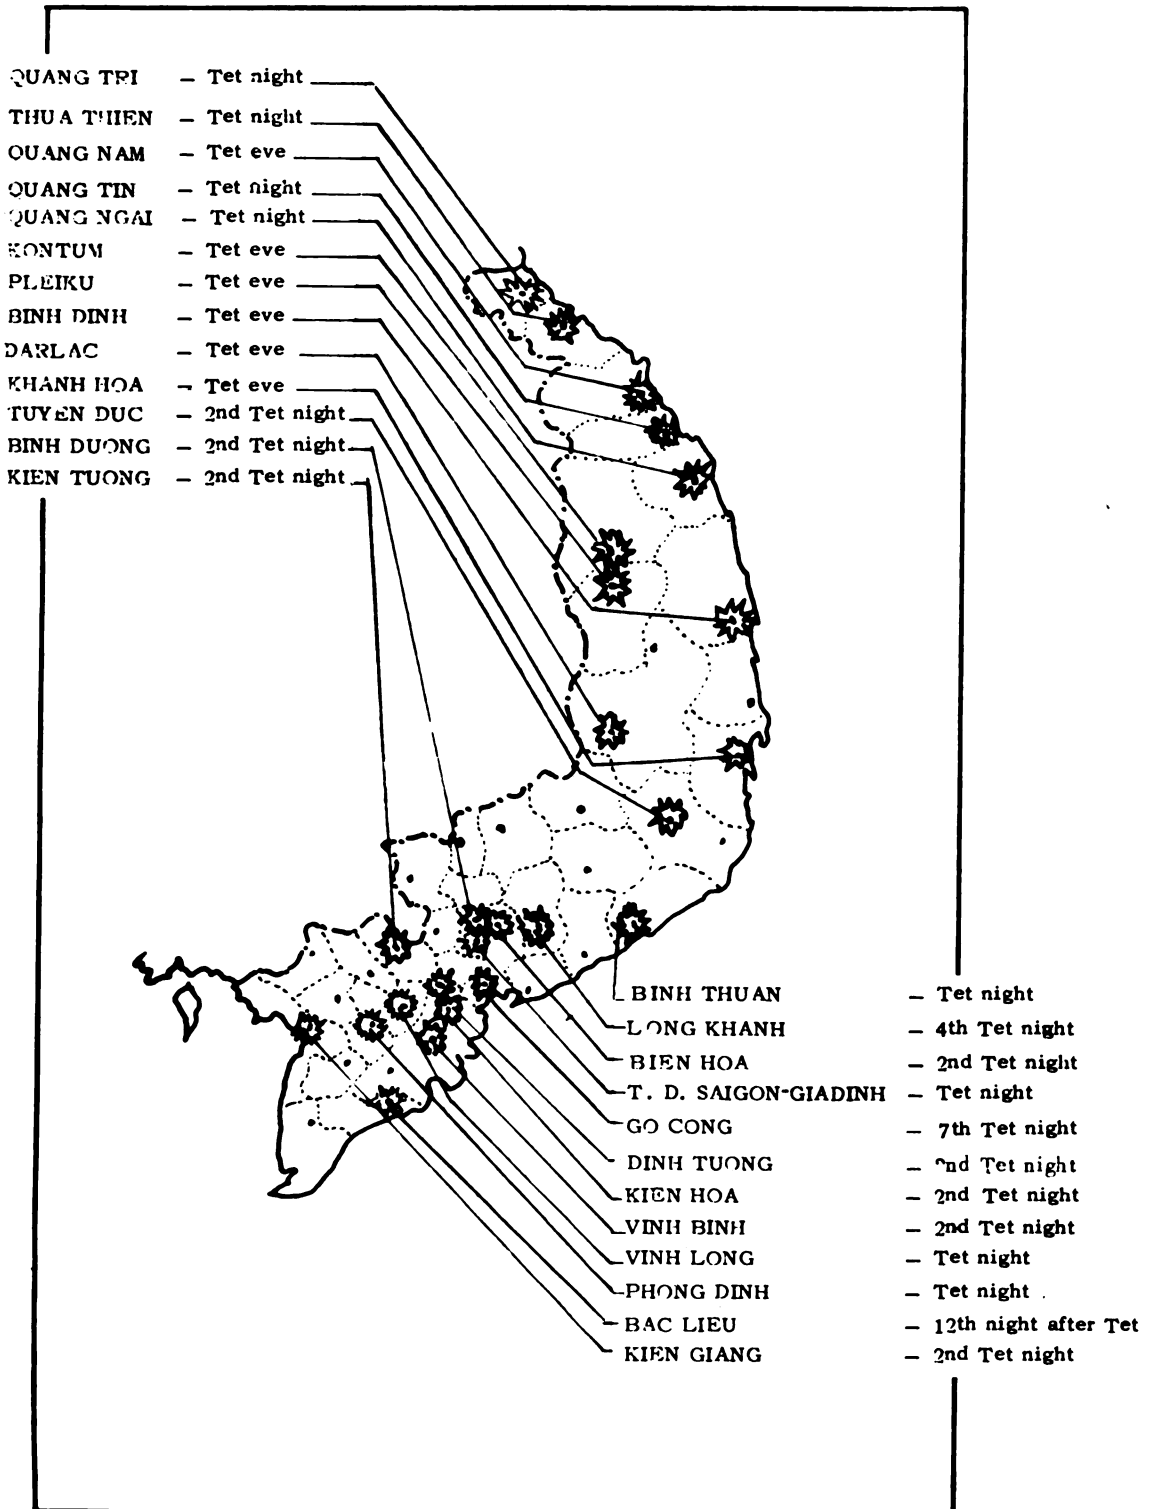 QUANG TRI – Tet night
THUA THIEN – Tet night
QUANG NAM – Tet eve
QUANG TIN – Tet night
QUANG NGAI – Tet night
KONTUM – Tet eve
PLEIKU – Tet eve
BINH DINH – Tet eve
DARLAC – Tet eve
KHANH HOA – Tet eve
TUYEN DUC – 2nd Tet night
BINH DUONG – 2nd Tet night
KIEN TUONG – 2nd Tet night
BINH THUAN – Tet night
LONG KHANH – 4th Tet night
BIEN HOA – 2nd Tet night
T. D. SAIGON-GIADINH – Tet night
GO CONG – 7th Tet night
DINH TUONG – Tet night
KIEN HOA – 2nd Tet night
VINH BINH – 2nd Tet night
VINH LONG – Tet night
PHONG DINH – Tet night
BAC LIEU – 12th night after Tet
KIEN GIANG – 2nd Tet night